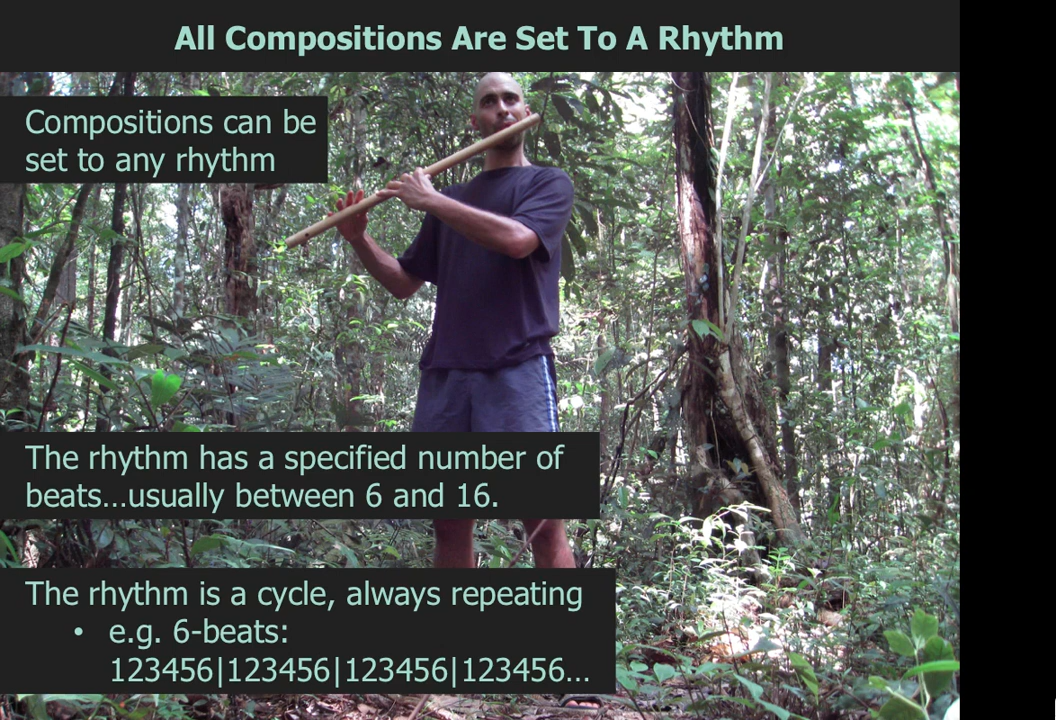 All Compositions Are Set To A Rhythm
Compositions can be
set to any rhythm
The rhythm has a specified number of
beats...usually between 6 and 16.
The rhythm is a cycle, always repeating
• e.g. 6-beats:
123456|123456|123456|123456...